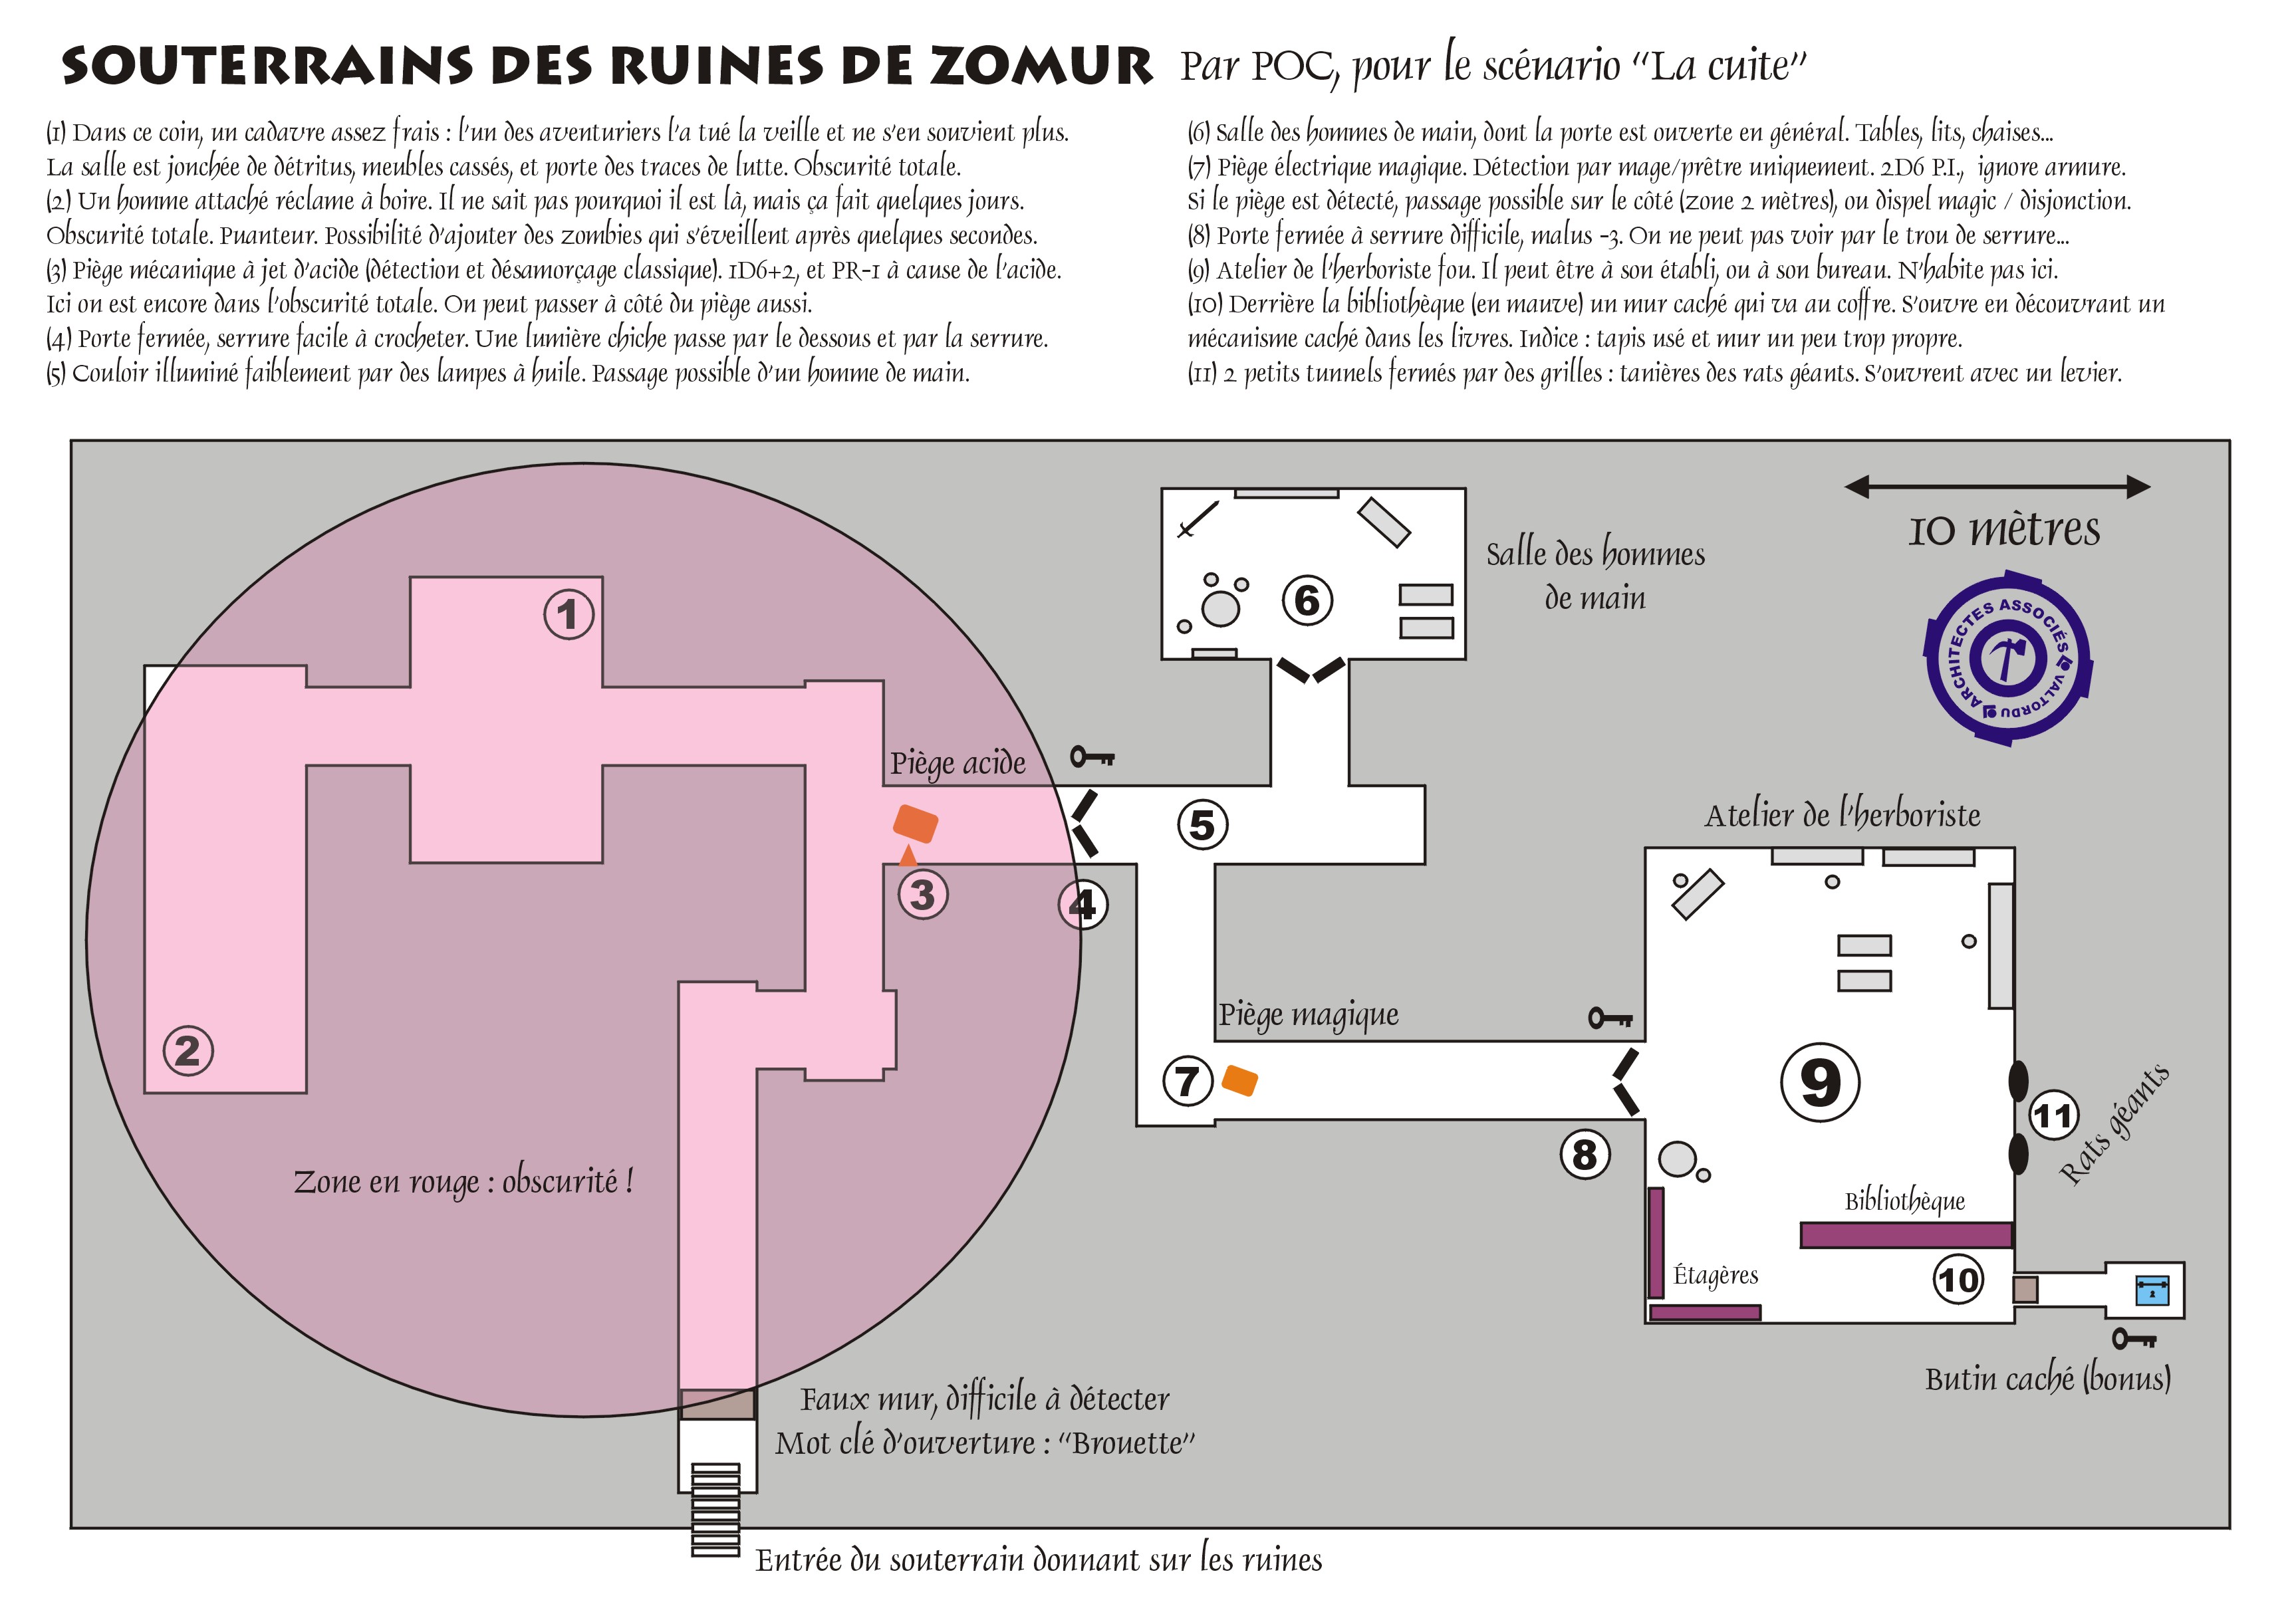 SOUTERRAINS DES RUINES DE ZOMUR Par POC, pour le scénario “La cuite”
(1) Dans ce coin, un cadavre assez frais : l'un des aventuriers l'a tué la veille et ne s'en souvient plus.
La salle est jonchée de détritus, meubles cassés, et porte des traces de lutte. Obscurité totale.
(2) Un homme attaché réclame à boire. Il ne sait pas pourquoi il est là, mais ça fait quelques jours.
Obscurité totale. Puanteur. Possibilité d'ajouter des zombies qui s'éveillent après quelques secondes.
(3) Piège mécanique à jet d'acide (détection et désamorçage classique). 1D6+2, et PR-1 à cause de l'acide.
Ici on est encore dans l'obscurité totale. On peut passer à côté du piège aussi.
(4) Porte fermée, serrure facile à crocheter. Une lumière chiche passe par le dessous et par la serrure.
(5) Couloir illuminé faiblement par des lampes à huile. Passage possible d'un homme de main.
(6) Salle des hommes de main, dont la porte est ouverte en général. Tables, lits, chaises...
(7) Piège électrique magique. Détection par mage/prêtre uniquement. 2D6 P.I., ignore armure.
Si le piège est détecté, passage possible sur le côté (zone 2 mètres), ou dispel magic / disjonction.
(8) Porte fermée à serrure difficile, malus -3. On ne peut pas voir par le trou de serrure...
(9) Atelier de l'herboriste fou. Il peut être à son établi, ou à son bureau. N'habite pas ici.
(10) Derrière la bibliothèque (en mauve) un mur caché qui va au coffre. S'ouvre en découvrant un
mécanisme caché dans les livres. Indice : tapis usé et mur un peu trop propre.
(11) 2 petits tunnels fermés par des grilles : tanières des rats géants. S'ouvrent avec un levier.
10 mètres
Salle des hommes
de main
6
1
ARCHITECTES ASSOCIÉS
VALTORDU
Piège acide
5
3
4
Atelier de l'herboriste
2
Piège magique
7
9
8
11
Rats géants
Zone en rouge : obscurité !
Bibliothèque
Étagères
10
Butin caché (bonus)
Faux mur, difficile à détecter
Mot clé d'ouverture : “Brouette”
Entrée du souterrain donnant sur les ruines